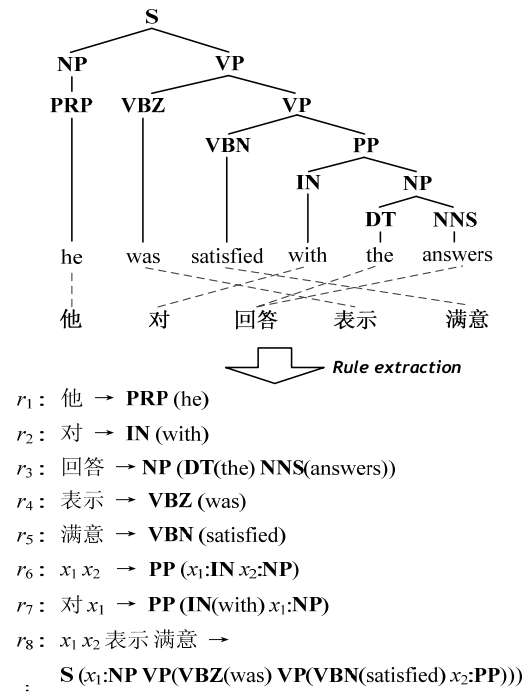 S
NP VP
PRP VBZ VP
VBN PP
IN NP
DT NNS
he was satisfied with the answers
他 对 回答 表示 满意
Rule extraction
r1: 他 → PRP (he)
r2: 对 → IN (with)
r3: 回答 → NP (DT(the) NNS(answers))
r4: 表示 → VBZ (was)
r5: 满意 → VBN (satisfied)
r6: x1 x2 → PP (x1:IN x2:NP)
r7: 对 x1 → PP (IN(with) x1:NP)
r8: x1 x2 表示 满意 →
: S (x1:NP VP(VBZ(was) VP(VBN(satisfied) x2:PP)))